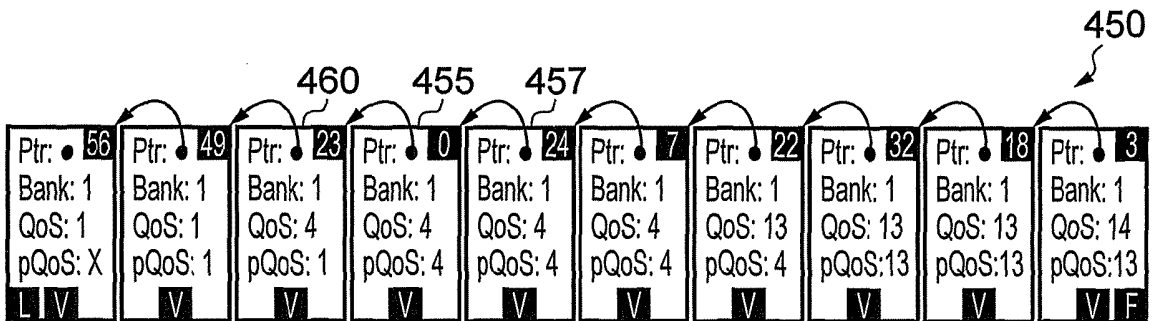 450
460 455 457
Ptr: 56 Ptr: 49 Ptr: 23 Ptr: 0 Ptr: 24 Ptr: 7 Ptr: 22 Ptr: 32 Ptr: 18 Ptr: 3
Bank: 1 Bank: 1 Bank: 1 Bank: 1 Bank: 1 Bank: 1 Bank: 1 Bank: 1 Bank: 1 Bank: 1
QoS: 1 QoS: 1 QoS: 4 QoS: 4 QoS: 4 QoS: 4 QoS: 13 QoS: 13 QoS: 13 QoS: 14
pQoS: X pQoS: 1 pQoS: 1 pQoS: 4 pQoS: 4 pQoS: 4 pQoS: 4 pQoS:13 pQoS:13 pQoS:13
L V V V V V V V V V V F